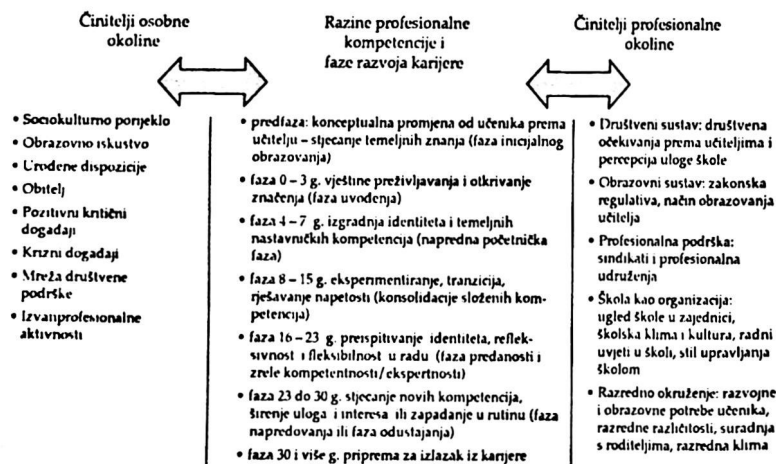 Činitelji osobne
okoline
• Sociokulturno porijeklo
• Obrazovno iskustvo
• Urođene dispozicije
• Obitelj
• Pozitivni kritični
događaji
• Krizni događaji
• Mreža društvene
podrške
• Izvanprofesionalne
aktivnosti
Razine profesionalne
kompetencije i
faze razvoja karijere
• predfaza: konceptualna promjena od učenika prema
učitelju – stjecanje temeljnih znanja (faza inicijalnog
obrazovanja)
• faza 0 – 3 g. vještine preživljavanja i otkrivanje
značenja (faza uvođenja)
• faza 4 – 7 g. izgradnja identiteta i temeljnih
nastavničkih kompetencija (napredna početnička
faza)
• faza 8 – 15 g. eksperimentiranje, tranzicija,
rješavanje napetosti (konsolidacije složenih kom-
petencija)
• faza 16 – 23 g. preispitivanje identiteta, reflek-
sivnost i fleksibilnost u radu (faza predanosti i
zrele kompetentnosti/ekspertnosti)
• faza 23 do 30 g. stjecanje novih kompetencija,
širenje uloga i interesa ili zapadanje u rutinu (faza
napredovanja ili faza odustajanja)
• faza 30 i više g. priprema za izlazak iz karijere
Činitelji profesionalne
okoline
• Društveni sustav: društvena
očekivanja prema učiteljima i
percepcija uloge škole
• Obrazovni sustav: zakonska
regulativa, način obrazovanja
učitelja
• Profesionalna podrška:
sindikati i profesionalna
udruženja
• Škola kao organizacija:
ugled škole u zajednici,
školska klima i kultura, radni
uvjeti u školi, stil upravljanja
školom
• Razredno okruženje: razvojne
i obrazovne potrebe učenika,
razredne različitosti, suradnja
s roditeljima, razredna klima